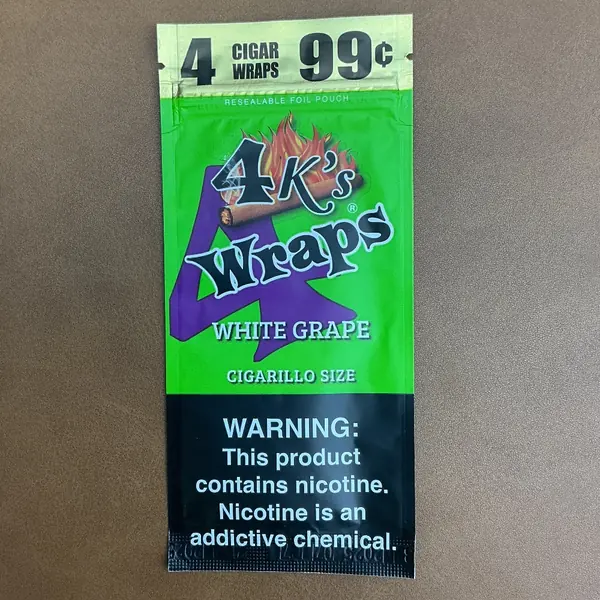 4 CIGAR WRAPS 99¢
RESEALABLE FOIL POUCH
4K's
Wraps®
WHITE GRAPE
CIGARILLO SIZE
WARNING:
This product
contains nicotine.
Nicotine is an
addictive chemical.